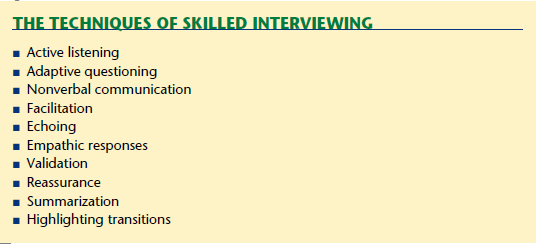 THE TECHNIQUES OF SKILLED INTERVIEWING
■ Active listening
■ Adaptive questioning
■ Nonverbal communication
■ Facilitation
■ Echoing
■ Empathic responses
■ Validation
■ Reassurance
■ Summarization
■ Highlighting transitions